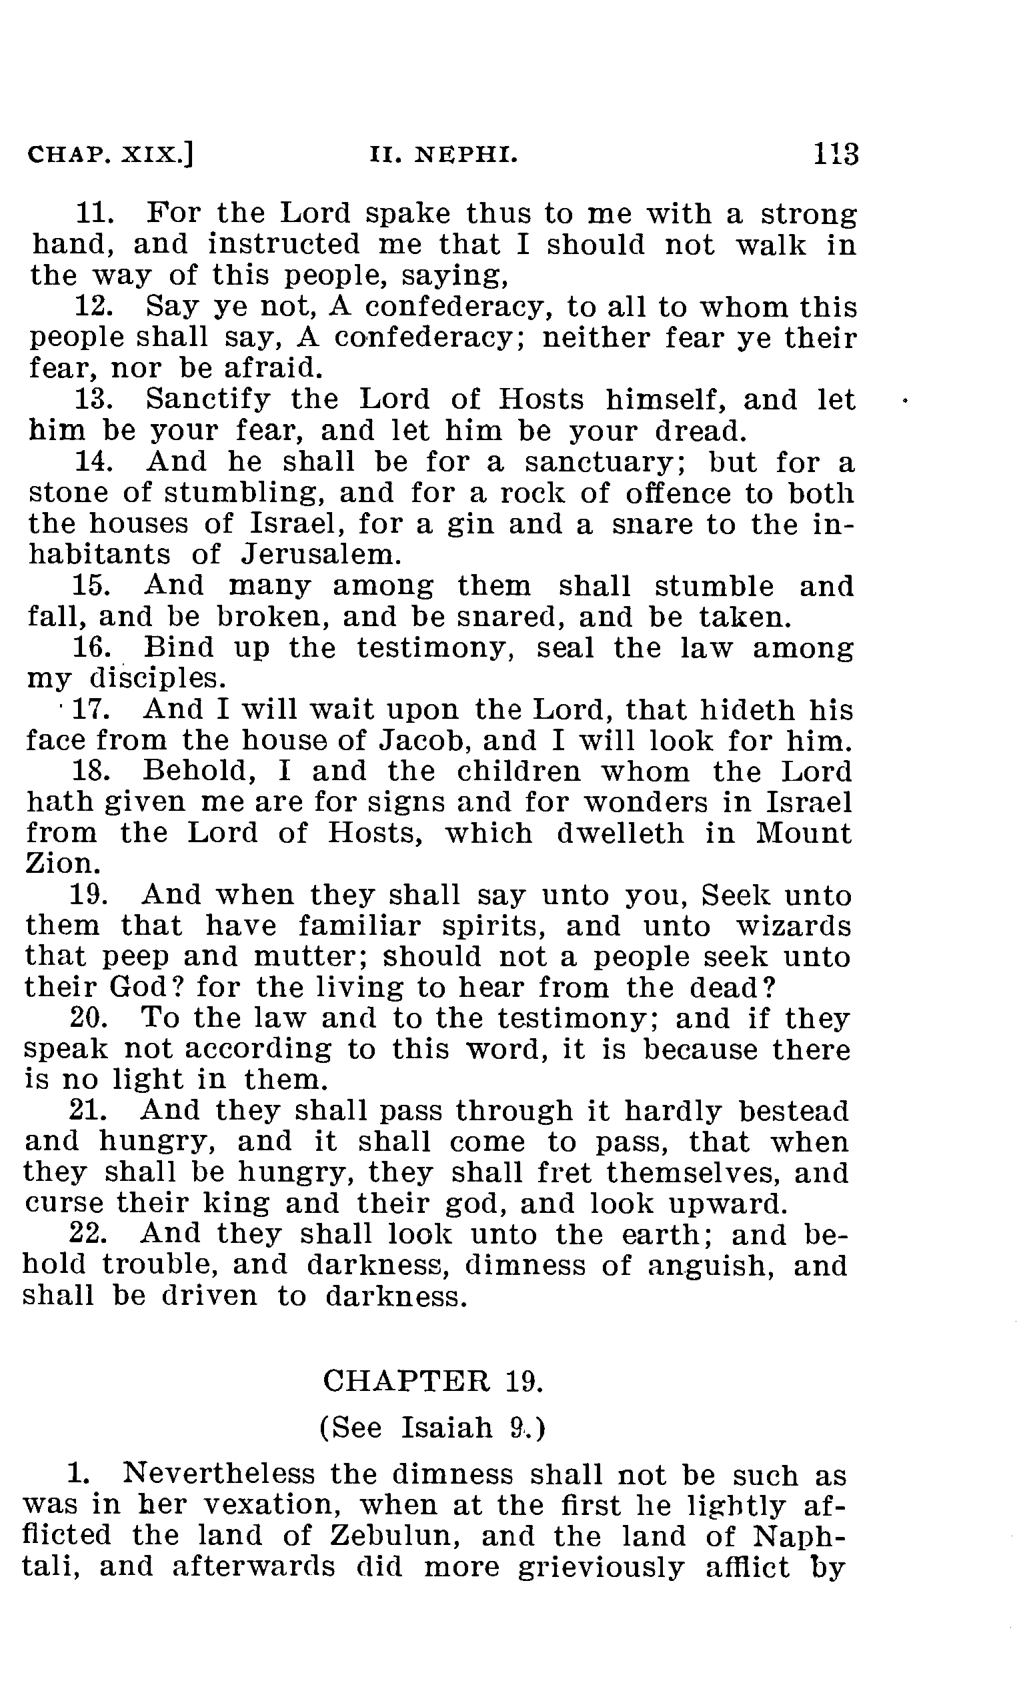 CHAP. XIX.] II. NEPHI. 113
11. For the Lord spake thus to me with a strong
hand, and instructed me that I should not walk in
the way of this people, saying,
12. Say ye not, A confederacy, to all to whom this
people shall say, A confederacy; neither fear ye their
fear, nor be afraid.
13. Sanctify the Lord of Hosts himself, and let
him be your fear, and let him be your dread.
14. And he shall be for a sanctuary; but for a
stone of stumbling, and for a rock of offence to both
the houses of Israel, for a gin and a snare to the in-
habitants of Jerusalem.
15. And many among them shall stumble and
fall, and be broken, and be snared, and be taken.
16. Bind up the testimony, seal the law among
my disciples.
17. And I will wait upon the Lord, that hideth his
face from the house of Jacob, and I will look for him.
18. Behold, I and the children whom the Lord
hath given me are for signs and for wonders in Israel
from the Lord of Hosts, which dwelleth in Mount
Zion.
19. And when they shall say unto you, Seek unto
them that have familiar spirits, and unto wizards
that peep and mutter; should not a people seek unto
their God? for the living to hear from the dead?
20. To the law and to the testimony; and if they
speak not according to this word, it is because there
is no light in them.
21. And they shall pass through it hardly bestead
and hungry, and it shall come to pass, that when
they shall be hungry, they shall fret themselves, and
curse their king and their god, and look upward.
22. And they shall look unto the earth; and be-
hold trouble, and darkness, dimness of anguish, and
shall be driven to darkness.
CHAPTER 19.
(See Isaiah 9.)
1. Nevertheless the dimness shall not be such as
was in her vexation, when at the first he lightly af-
flicted the land of Zebulun, and the land of Naph-
tali, and afterwards did more grieviously afflict by